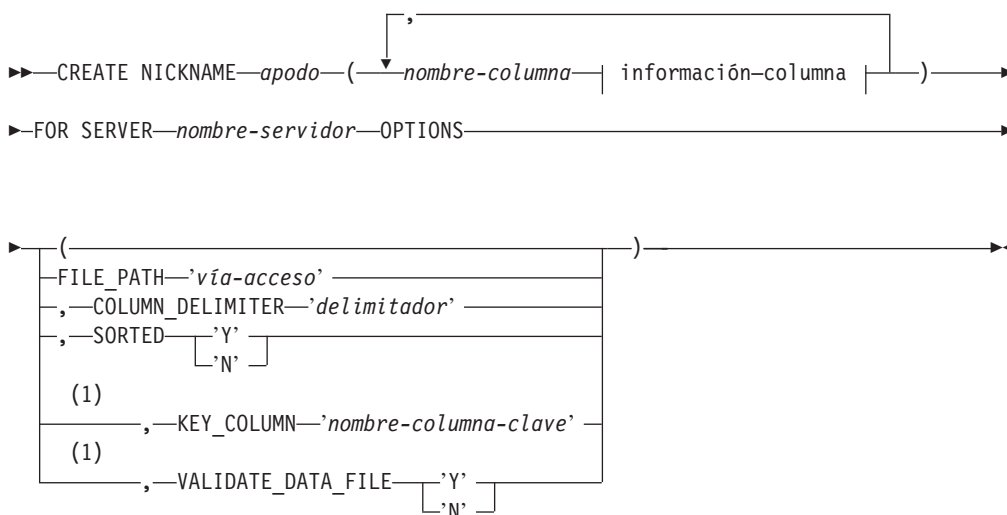 ,
CREATE NICKNAME apodo ( nombre-columna información–columna )
FOR SERVER nombre-servidor OPTIONS
( )
FILE_PATH ’vía-acceso’
, COLUMN_DELIMITER ’delimitador’
, SORTED ’Y’
’N’
(1)
, KEY_COLUMN ’nombre-columna-clave’
(1)
, VALIDATE_DATA_FILE ’Y’
’N’